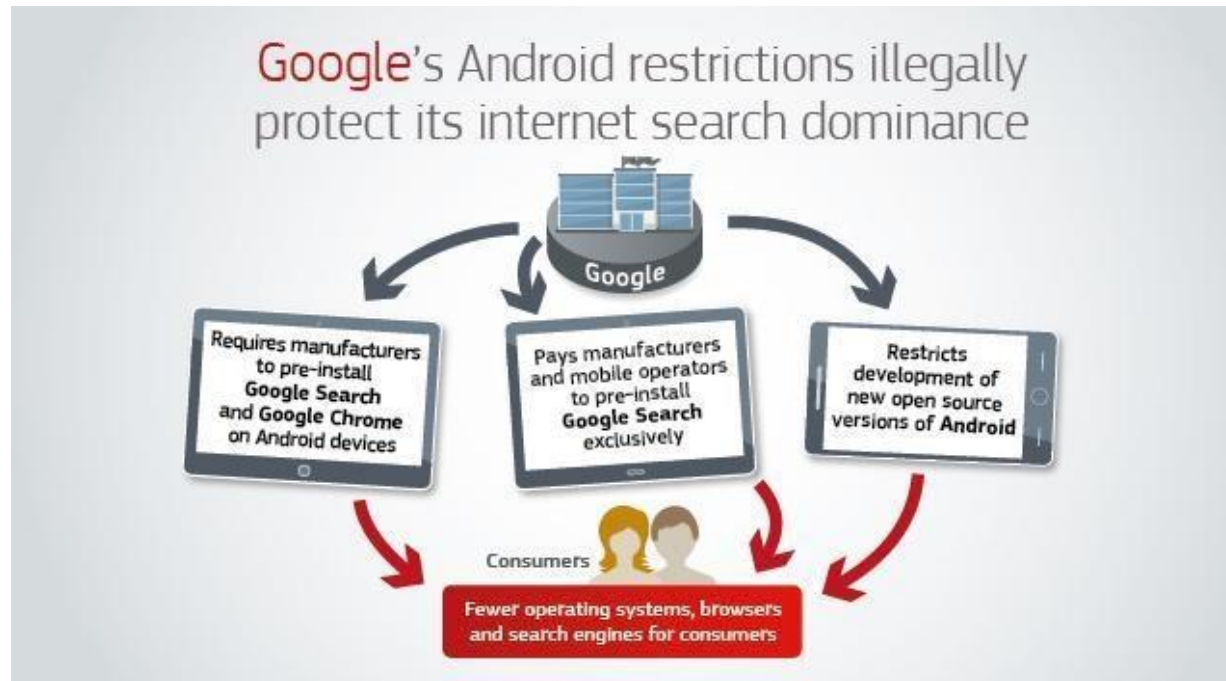 Google's Android restrictions illegally
protect its internet search dominance
Google
Requires manufacturers
to pre-install
Google Search
and Google Chrome
on Android devices
Pays manufacturers
and mobile operators
to pre-install
Google Search
exclusively
Restricts
development of
new open source
versions of Android
Consumers
Fewer operating systems, browsers
and search engines for consumers